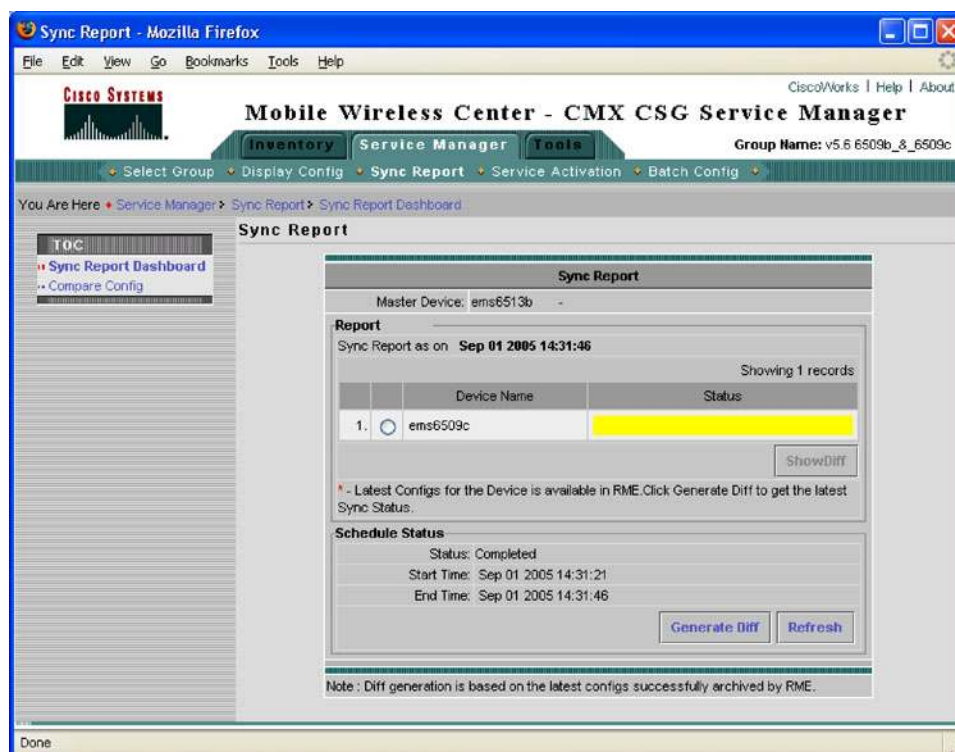 Sync Report - Mozilla Firefox
File Edit View Go Bookmarks Tools Help
CISCO SYSTEMS
CiscoWorks | Help | About
Mobile Wireless Center - CMX CSG Service Manager
Inventory Service Manager Tools
Group Name: v5.6 6509b_&_6509c
Select Group Display Config Sync Report Service Activation Batch Config
You Are Here Service Manager > Sync Report > Sync Report Dashboard
TOC
Sync Report Dashboard
Compare Config
Sync Report
Sync Report
Master Device: ems6513b -
Report
Sync Report as on Sep 01 2005 14:31:46
Showing 1 records
Device Name Status
1. ems6509c
ShowDiff
* - Latest Configs for the Device is available in RME.Click Generate Diff to get the latest
Sync Status.
Schedule Status
Status: Completed
Start Time: Sep 01 2005 14:31:21
End Time: Sep 01 2005 14:31:46
Generate Diff Refresh
Note : Diff generation is based on the latest configs successfully archived by RME.
Done